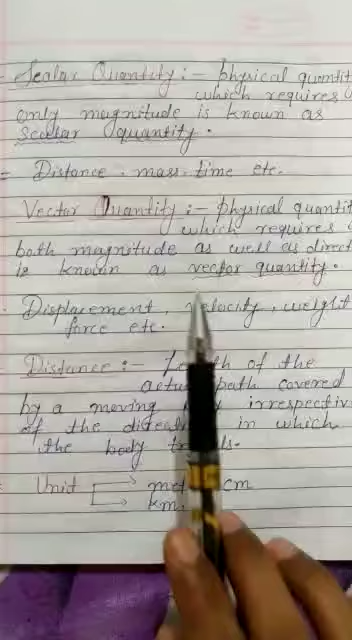 Scalar Quantity :- Physical quantit
which requires
only magnitude is known as
scalar quantity.
Distance, mass, time etc.
Vector Quantity :- Physical quantit
which requires
both magnitude as well as direct
is known as vector quantity.
Displacement, velocity, weight
force etc.
Distance :- of the
path covered
by a moving irrespectiv
of the in which
the body
Unit cm
km.